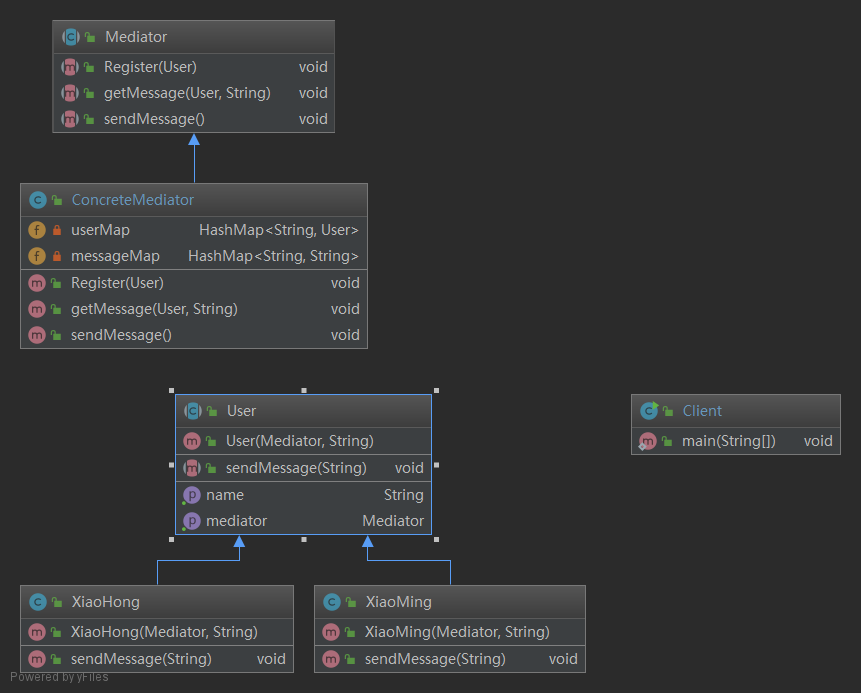 Mediator
Register(User) void
getMessage(User, String) void
sendMessage() void
ConcreteMediator
userMap HashMap<String, User>
messageMap HashMap<String, String>
Register(User) void
getMessage(User, String) void
sendMessage() void
User
User(Mediator, String)
sendMessage(String) void
name String
mediator Mediator
Client
main(String[]) void
XiaoHong
XiaoHong(Mediator, String)
sendMessage(String) void
XiaoMing
XiaoMing(Mediator, String)
sendMessage(String) void
Powered by yFiles